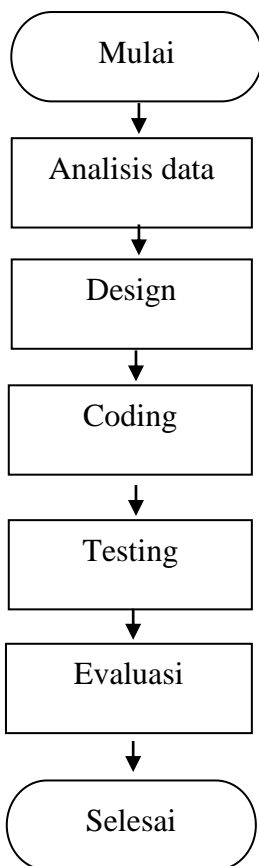 Mulai
Analisis data
Design
Coding
Testing
Evaluasi
Selesai